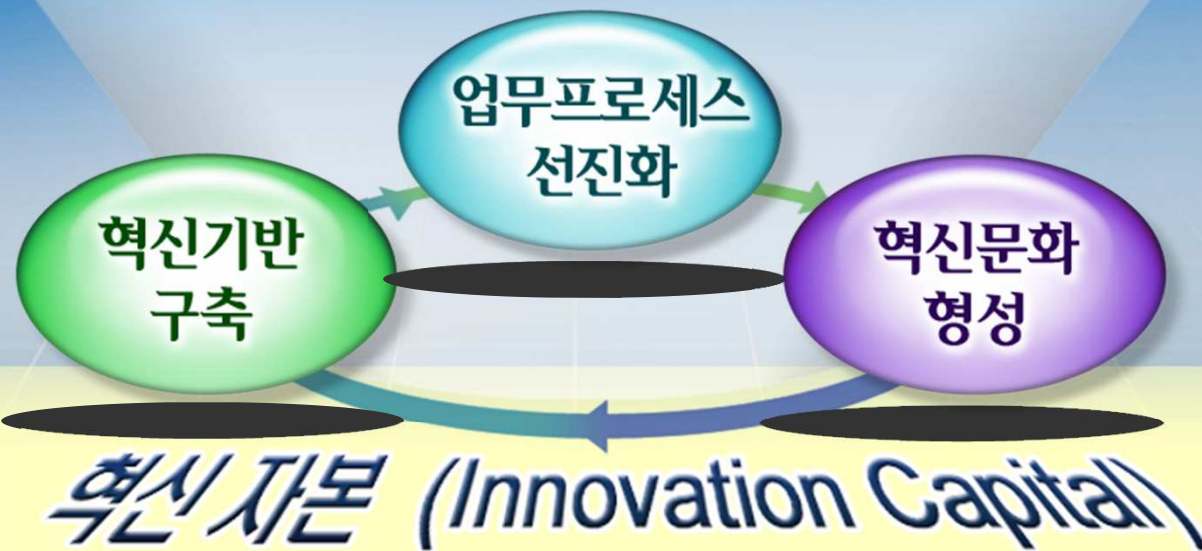 업무프로세스
선진화
혁신기반
구축
혁신문화
형성
혁신 자본 (Innovation Capital)